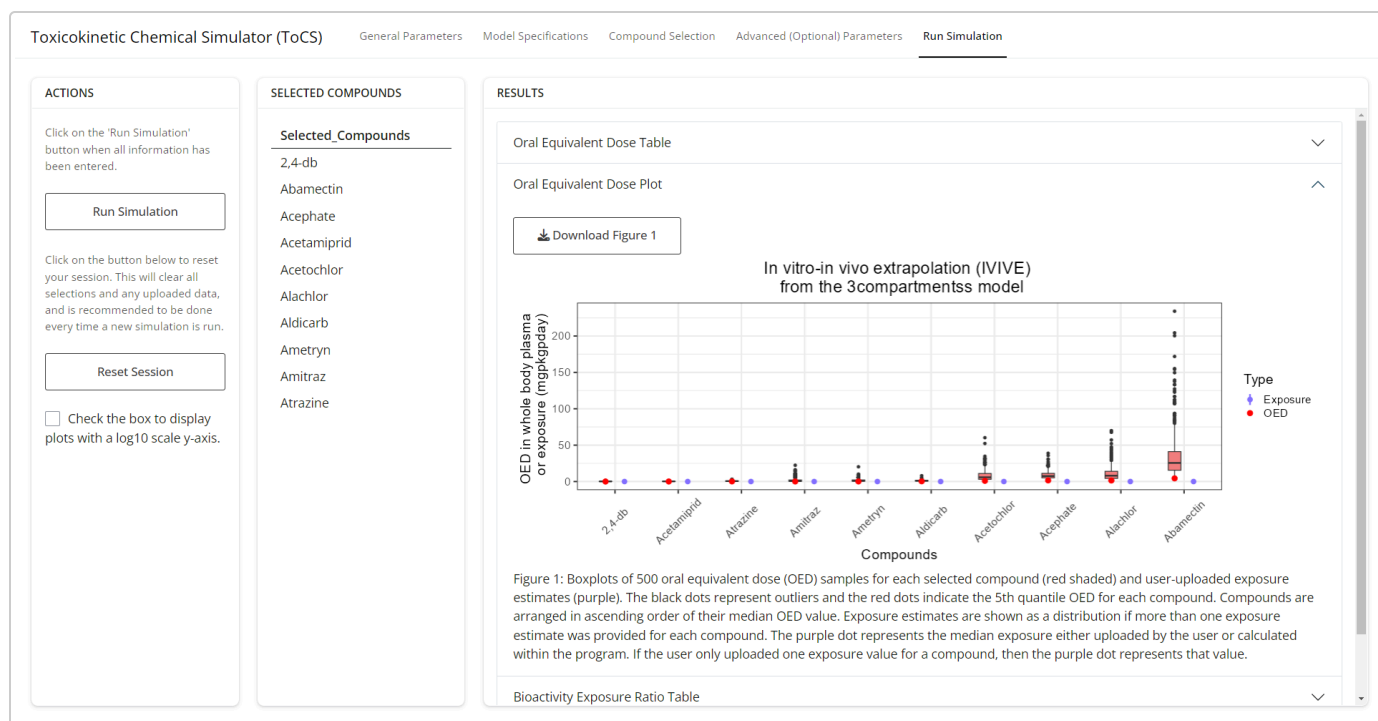 Toxicokinetic Chemical Simulator (ToCS)
General Parameters
Model Specifications
Compound Selection
Advanced (Optional) Parameters
Run Simulation
ACTIONS
Click on the 'Run Simulation'
button when all information has
been entered.
Run Simulation
Click on the button below to reset
your session. This will clear all
selections and any uploaded data,
and is recommended to be done
every time a new simulation is run.
Reset Session
Check the box to display
plots with a log10 scale y-axis.
SELECTED COMPOUNDS
Selected_Compounds
2,4-db
Abamectin
Acephate
Acetamiprid
Acetochlor
Alachlor
Aldicarb
Ametryn
Amitraz
Atrazine
RESULTS
Oral Equivalent Dose Table
Oral Equivalent Dose Plot
Download Figure 1
In vitro-in vivo extrapolation (IVIVE)
from the 3compartmentss model
OED in whole body plasma
or exposure (mgpkgpday)
200
150
100
50
0
2,4-db
Acetamiprid
Atrazine
Amitraz
Ametryn
Aldicarb
Acetochlor
Acephate
Alachlor
Abamectin
Compounds
Type
Exposure
OED
Figure 1: Boxplots of 500 oral equivalent dose (OED) samples for each selected compound (red shaded) and user-uploaded exposure
estimates (purple). The black dots represent outliers and the red dots indicate the 5th quantile OED for each compound. Compounds are
arranged in ascending order of their median OED value. Exposure estimates are shown as a distribution if more than one exposure
estimate was provided for each compound. The purple dot represents the median exposure either uploaded by the user or calculated
within the program. If the user only uploaded one exposure value for a compound, then the purple dot represents that value.
Bioactivity Exposure Ratio Table